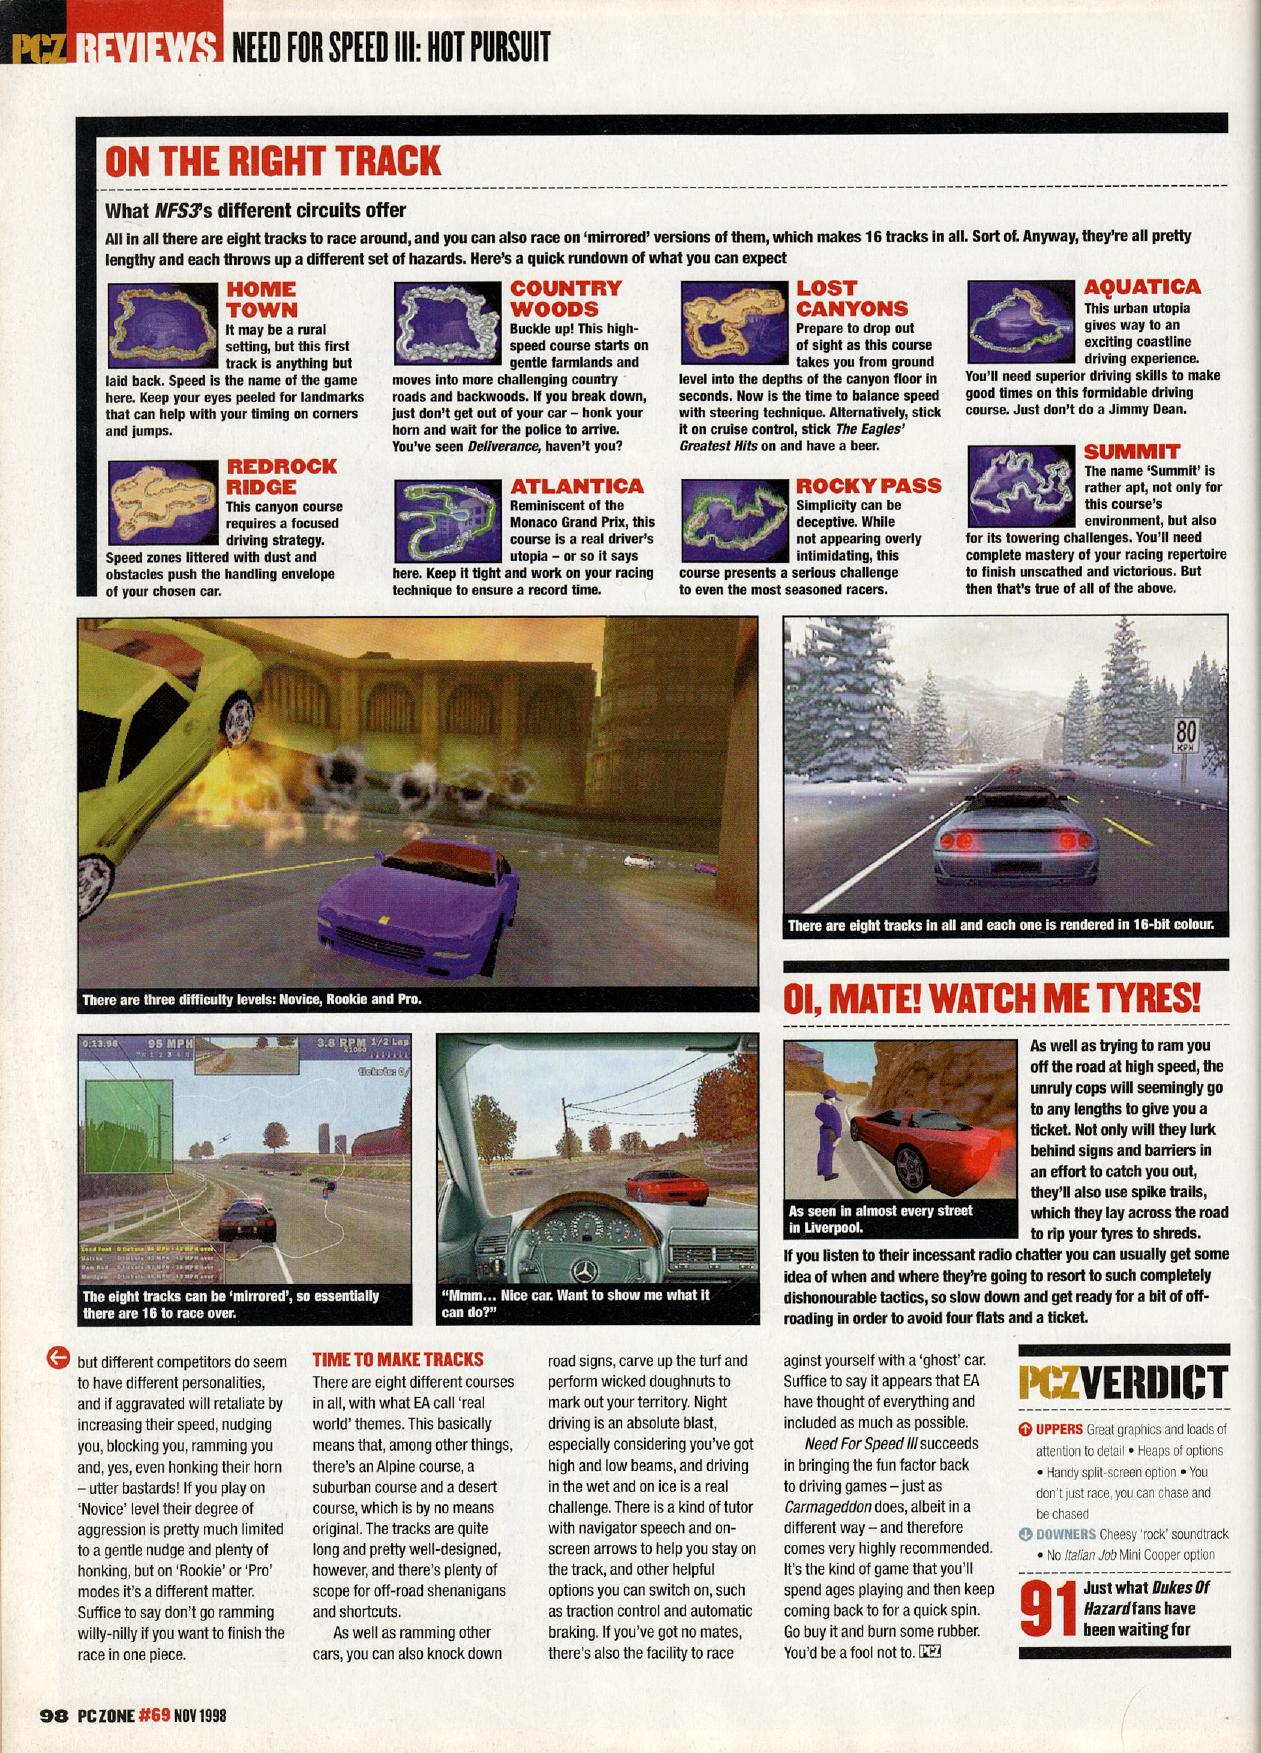 PCZ REVIEWS NEED FOR SPEED III: HOT PURSUIT
ON THE RIGHT TRACK
What NFS3's different circuits offer
All in all there are eight tracks to race around, and you can also race on 'mirrored' versions of them, which makes 16 tracks in all. Sort of. Anyway, they're all pretty
lengthy and each throws up a different set of hazards. Here's a quick rundown of what you can expect
HOME
TOWN
It may be a rural
setting, but this first
track is anything but
laid back. Speed is the name of the game
here. Keep your eyes peeled for landmarks
that can help with your timing on corners
and jumps.
COUNTRY
WOODS
Buckle up! This high-
speed course starts on
gentle farmlands and
moves into more challenging country
roads and backwoods. If you break down,
just don't get out of your car – honk your
horn and wait for the police to arrive.
You've seen Deliverance, haven't you?
LOST
CANYONS
Prepare to drop out
of sight as this course
takes you from ground
level into the depths of the canyon floor in
seconds. Now is the time to balance speed
with steering technique. Alternatively, stick
it on cruise control, stick The Eagles'
Greatest Hits on and have a beer.
AQUATICA
This urban utopia
gives way to an
exciting coastline
driving experience.
You'll need superior driving skills to make
good times on this formidable driving
course. Just don't do a Jimmy Dean.
REDROCK
RIDGE
This canyon course
requires a focused
driving strategy.
Speed zones littered with dust and
obstacles push the handling envelope
of your chosen car.
ATLANTICA
Reminiscent of the
Monaco Grand Prix, this
course is a real driver's
utopia – or so it says
here. Keep it tight and work on your racing
technique to ensure a record time.
ROCKY PASS
Simplicity can be
deceptive. While
not appearing overly
intimidating, this
course presents a serious challenge
to even the most seasoned racers.
SUMMIT
The name 'Summit' is
rather apt, not only for
this course's
environment, but also
for its towering challenges. You'll need
complete mastery of your racing repertoire
to finish unscathed and victorious. But
then that's true of all of the above.
There are three difficulty levels: Novice, Rookie and Pro.
80
KPH
There are eight tracks in all and each one is rendered in 16-bit colour.
0:13.96 95 MPH 3.8 RPM X1000 1/2 Lap
tickets: 0/
The eight tracks can be 'mirrored', so essentially
there are 16 to race over.
"Mmm... Nice car. Want to show me what it
can do?"
OI, MATE! WATCH ME TYRES!
As seen in almost every street
in Liverpool.
As well as trying to ram you
off the road at high speed, the
unruly cops will seemingly go
to any lengths to give you a
ticket. Not only will they lurk
behind signs and barriers in
an effort to catch you out,
they'll also use spike trails,
which they lay across the road
to rip your tyres to shreds.
If you listen to their incessant radio chatter you can usually get some
idea of when and where they're going to resort to such completely
dishonourable tactics, so slow down and get ready for a bit of off-
roading in order to avoid four flats and a ticket.
but different competitors do seem
to have different personalities,
and if aggravated will retaliate by
increasing their speed, nudging
you, blocking you, ramming you
and, yes, even honking their horn
– utter bastards! If you play on
'Novice' level their degree of
aggression is pretty much limited
to a gentle nudge and plenty of
honking, but on 'Rookie' or 'Pro'
modes it's a different matter.
Suffice to say don't go ramming
willy-nilly if you want to finish the
race in one piece.
TIME TO MAKE TRACKS
There are eight different courses
in all, with what EA call 'real
world' themes. This basically
means that, among other things,
there's an Alpine course, a
suburban course and a desert
course, which is by no means
original. The tracks are quite
long and pretty well-designed,
however, and there's plenty of
scope for off-road shenanigans
and shortcuts.
As well as ramming other
cars, you can also knock down
road signs, carve up the turf and
perform wicked doughnuts to
mark out your territory. Night
driving is an absolute blast,
especially considering you've got
high and low beams, and driving
in the wet and on ice is a real
challenge. There is a kind of tutor
with navigator speech and on-
screen arrows to help you stay on
the track, and other helpful
options you can switch on, such
as traction control and automatic
braking. If you've got no mates,
there's also the facility to race
aginst yourself with a 'ghost' car.
Suffice to say it appears that EA
have thought of everything and
included as much as possible.
Need For Speed III succeeds
in bringing the fun factor back
to driving games – just as
Carmageddon does, albeit in a
different way – and therefore
comes very highly recommended.
It's the kind of game that you'll
spend ages playing and then keep
coming back to for a quick spin.
Go buy it and burn some rubber.
You'd be a fool not to. PCZ
PCZ VERDICT
UPPERS Great graphics and loads of
attention to detail • Heaps of options
• Handy split-screen option • You
don't just race, you can chase and
be chased
DOWNERS Cheesy 'rock' soundtrack
• No Italian Job Mini Cooper option
91
Just what Dukes Of
Hazard fans have
been waiting for
98 PC ZONE #69 NOV 1998